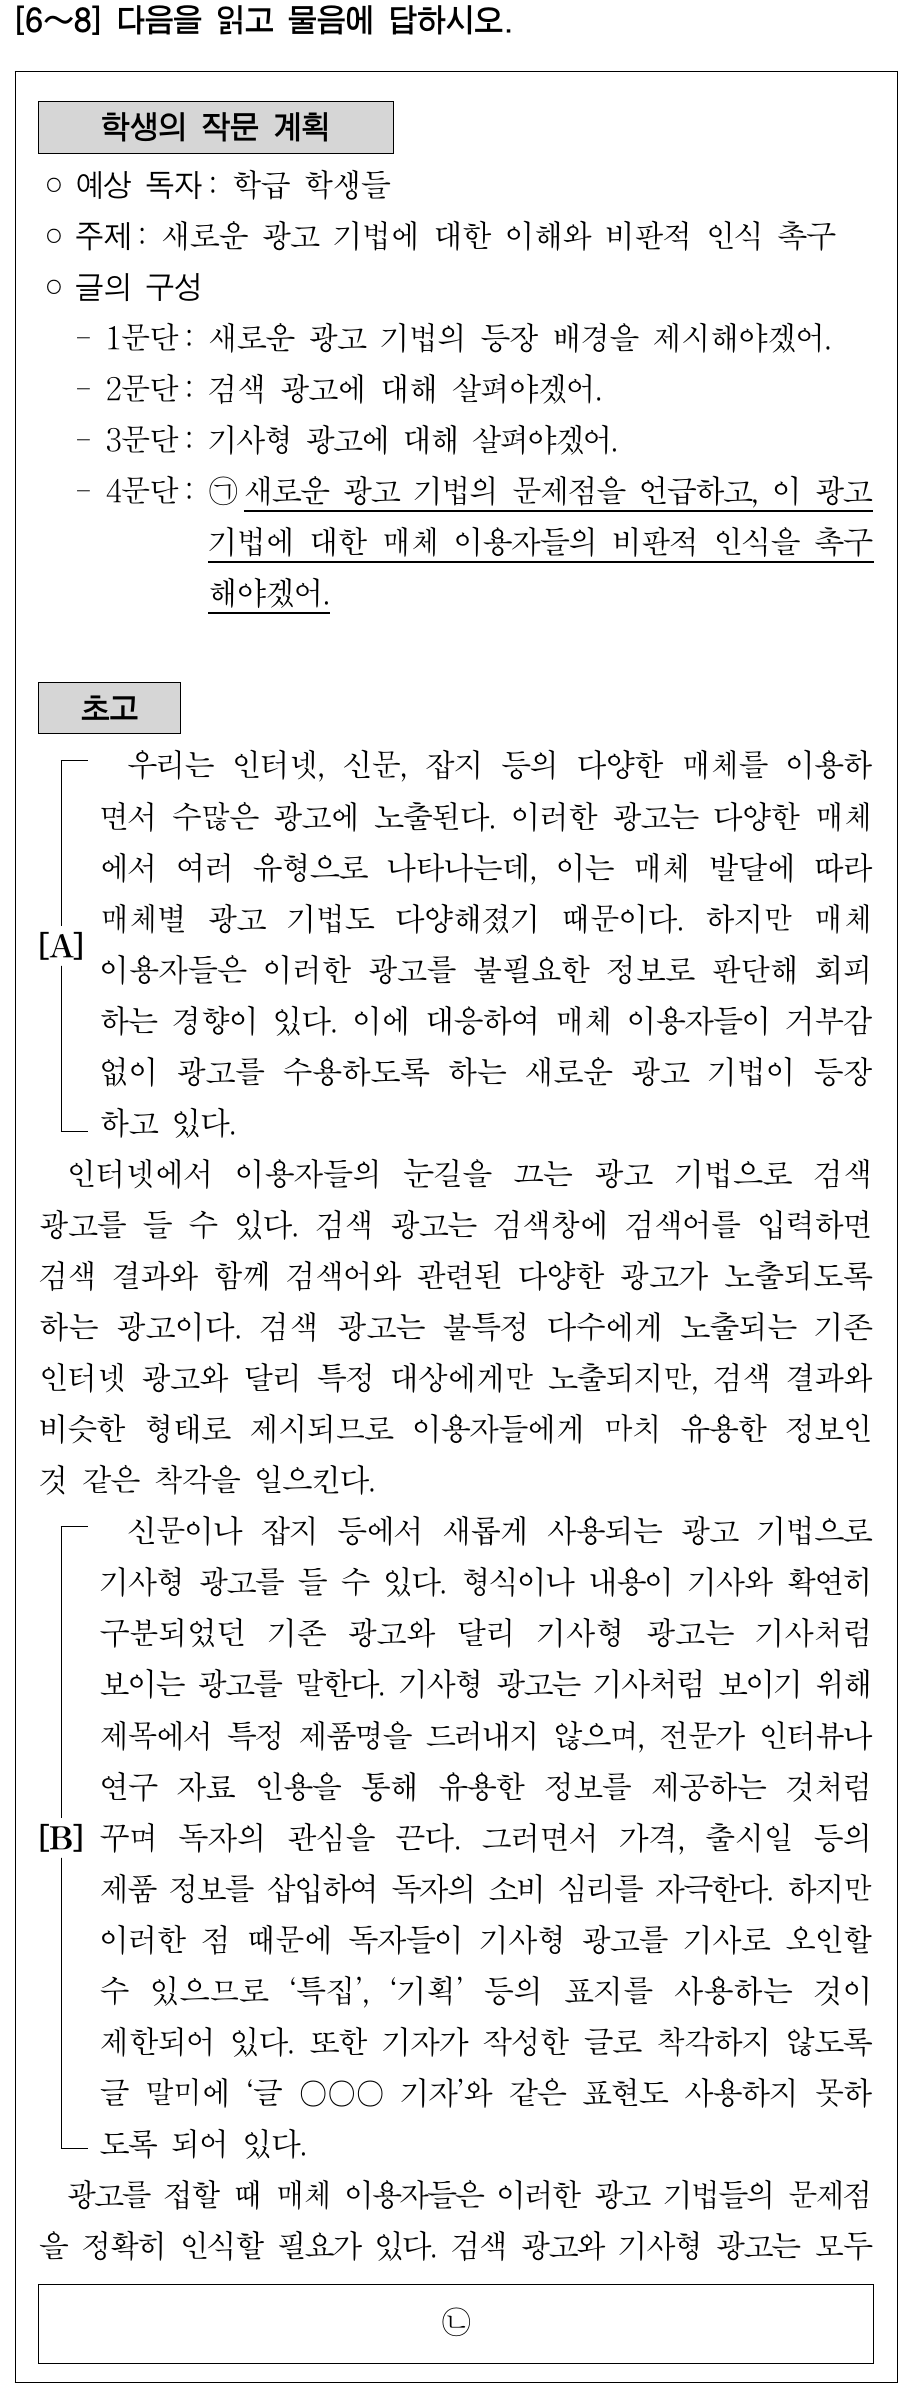 [6～8] 다음을 읽고 물음에 답하시오.
학생의 작문 계획
○ 예상 독자: 학급 학생들
○ 주제: 새로운 광고 기법에 대한 이해와 비판적 인식 촉구
○ 글의 구성
- 1문단: 새로운 광고 기법의 등장 배경을 제시해야겠어.
- 2문단: 검색 광고에 대해 살펴야겠어.
- 3문단: 기사형 광고에 대해 살펴야겠어.
- 4문단: ㉠새로운 광고 기법의 문제점을 언급하고, 이 광고
기법에 대한 매체 이용자들의 비판적 인식을 촉구
해야겠어.
초고
우리는 인터넷, 신문, 잡지 등의 다양한 매체를 이용하
면서 수많은 광고에 노출된다. 이러한 광고는 다양한 매체
에서 여러 유형으로 나타나는데, 이는 매체 발달에 따라
매체별 광고 기법도 다양해졌기 때문이다. 하지만 매체
[A]
이용자들은 이러한 광고를 불필요한 정보로 판단해 회피
하는 경향이 있다. 이에 대응하여 매체 이용자들이 거부감
없이 광고를 수용하도록 하는 새로운 광고 기법이 등장
하고 있다.
인터넷에서 이용자들의 눈길을 끄는 광고 기법으로 검색
광고를 들 수 있다. 검색 광고는 검색창에 검색어를 입력하면
검색 결과와 함께 검색어와 관련된 다양한 광고가 노출되도록
하는 광고이다. 검색 광고는 불특정 다수에게 노출되는 기존
인터넷 광고와 달리 특정 대상에게만 노출되지만, 검색 결과와
비슷한 형태로 제시되므로 이용자들에게 마치 유용한 정보인
것 같은 착각을 일으킨다.
신문이나 잡지 등에서 새롭게 사용되는 광고 기법으로
기사형 광고를 들 수 있다. 형식이나 내용이 기사와 확연히
구분되었던 기존 광고와 달리 기사형 광고는 기사처럼
보이는 광고를 말한다. 기사형 광고는 기사처럼 보이기 위해
제목에서 특정 제품명을 드러내지 않으며, 전문가 인터뷰나
연구 자료 인용을 통해 유용한 정보를 제공하는 것처럼
[B] 꾸며 독자의 관심을 끈다. 그러면서 가격, 출시일 등의
제품 정보를 삽입하여 독자의 소비 심리를 자극한다. 하지만
이러한 점 때문에 독자들이 기사형 광고를 기사로 오인할
수 있으므로 ‘특집’, ‘기획’ 등의 표지를 사용하는 것이
제한되어 있다. 또한 기자가 작성한 글로 착각하지 않도록
글 말미에 ‘글 ○○○ 기자’와 같은 표현도 사용하지 못하
도록 되어 있다.
광고를 접할 때 매체 이용자들은 이러한 광고 기법들의 문제점
을 정확히 인식할 필요가 있다. 검색 광고와 기사형 광고는 모두
㉡